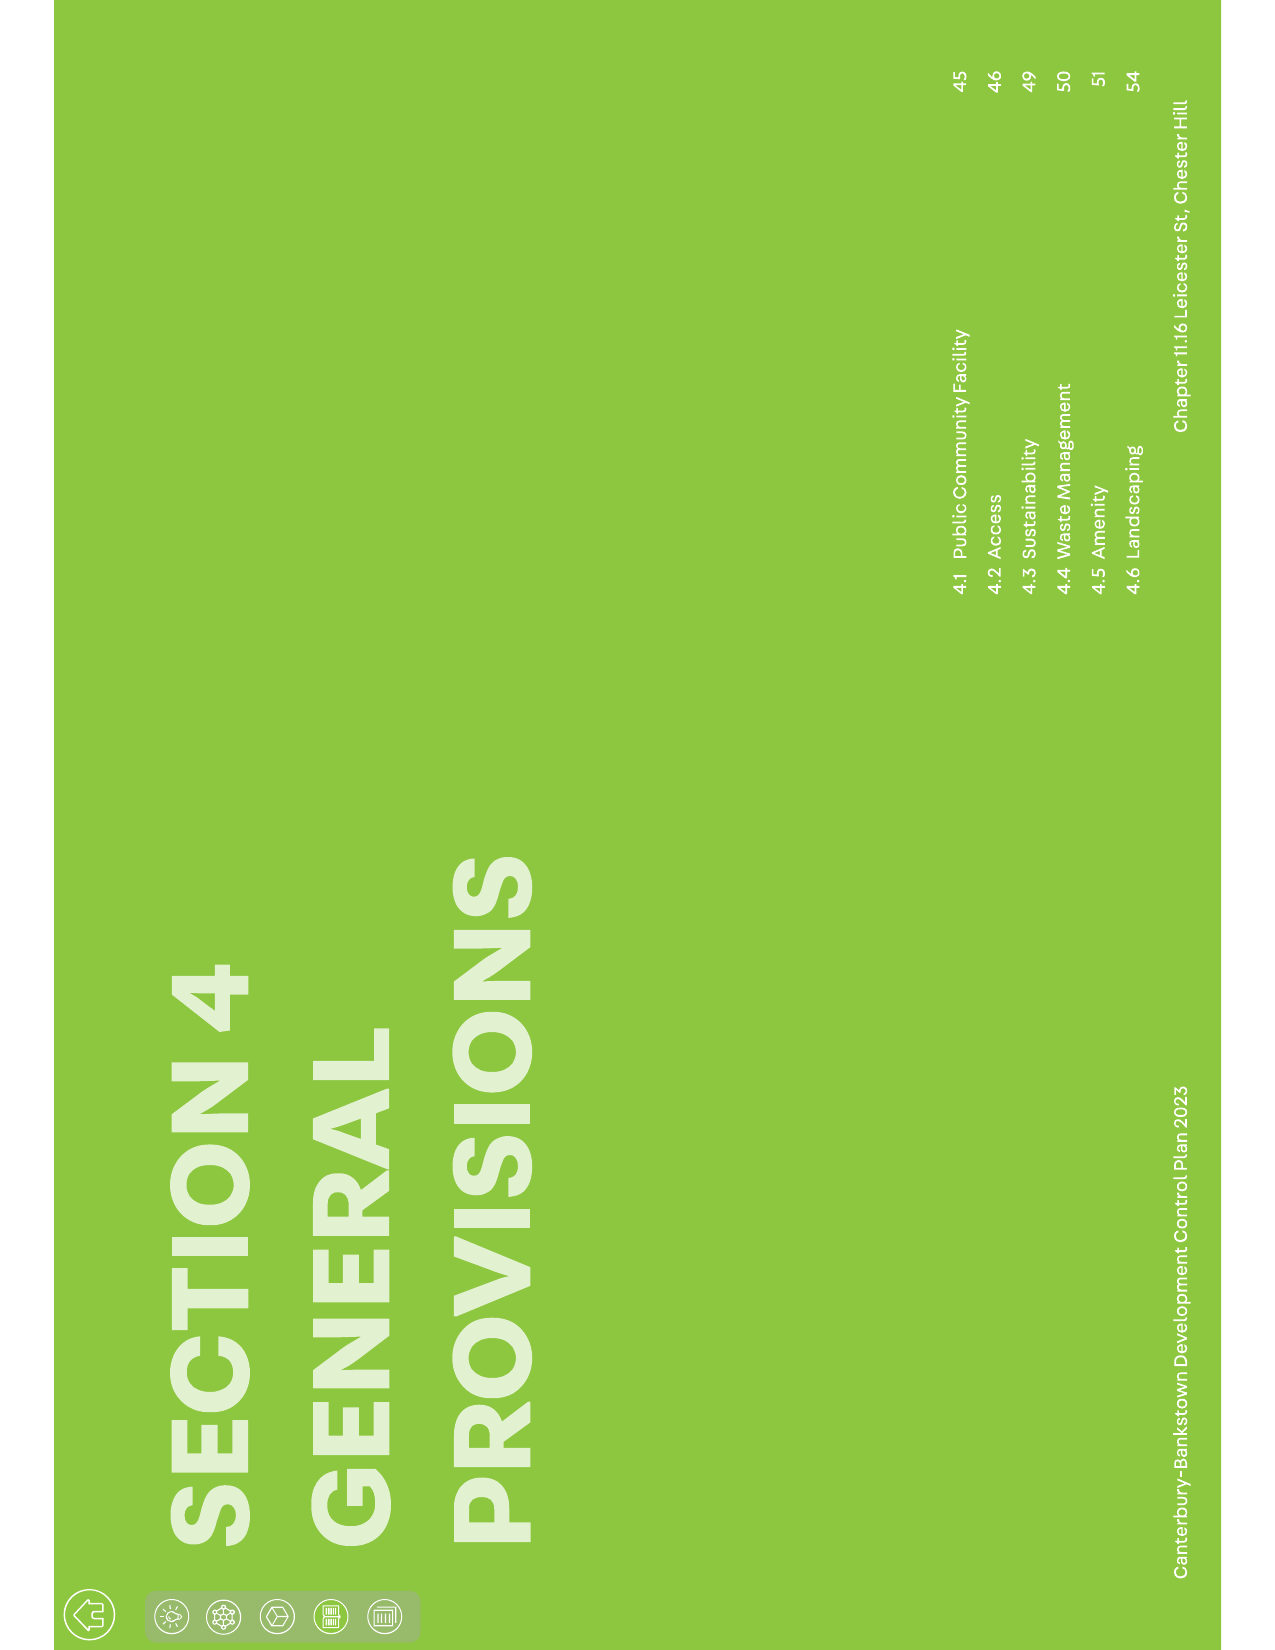 SECTION 4
GENERAL
PROVISIONS
4.1 Public Community Facility 45
4.2 Access 46
4.3 Sustainability 49
4.4 Waste Management 50
4.5 Amenity 51
4.6 Landscaping 54
Canterbury-Bankstown Development Control Plan 2023
Chapter 11.16 Leicester St, Chester Hill